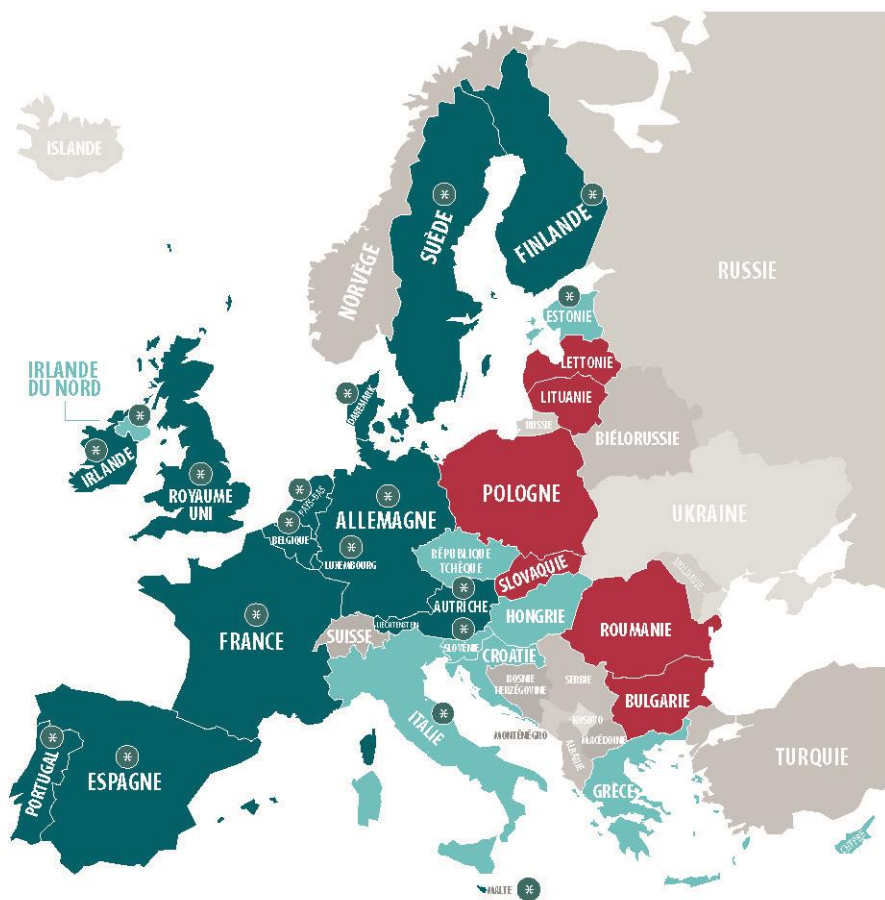 ISLANDE
SUÈDE
FINLANDE
NORVÈGE
RUSSIE
ESTONIE
LETTONIE
IRLANDE
DU NORD
DANEMARK
LITUANIE
RUSSIE
BIÉLORUSSIE
IRLANDE
ROYAUME
UNI
PAYS-BAS
POLOGNE
UKRAINE
ALLEMAGNE
BELGIQUE
LUXEMBOURG
RÉPUBLIQUE
TCHÈQUE
SLOVAQUIE
MOLDAVIE
AUTRICHE
HONGRIE
FRANCE
SUISSE
LIECHTENSTEIN
ROUMANIE
SLOVÉNIE
CROATIE
BOSNIE
HERZÉGOVINE
SERBIE
BULGARIE
ITALIE
KOSOVO
MONTÉNÉGRO
MACÉDOINE
ALBANIE
TURQUIE
PORTUGAL
ESPAGNE
GRÈCE
CHYPRE
MALTE